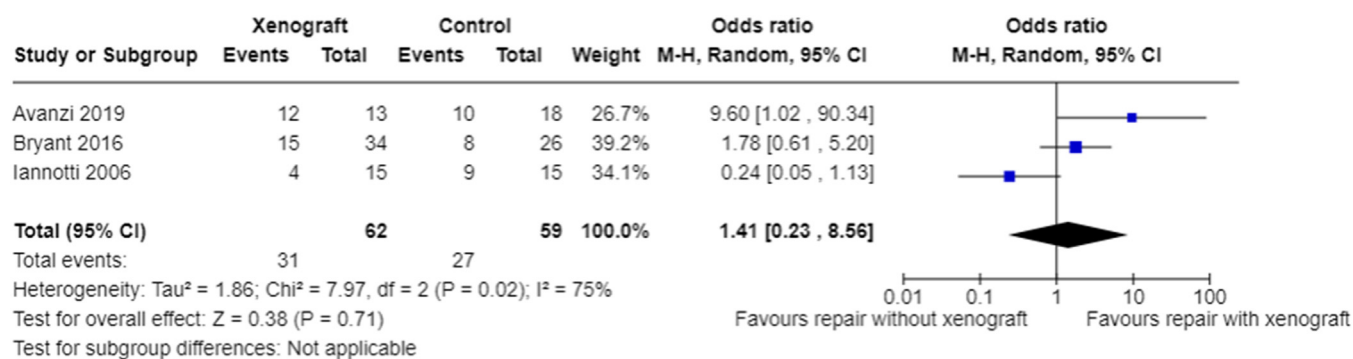 Xenograft Control Odds ratio Odds ratio
Study or Subgroup Events Total Events Total Weight M-H, Random, 95% CI M-H, Random, 95% CI
Avanzi 2019 12 13 10 18 26.7% 9.60 [1.02 , 90.34]
Bryant 2016 15 34 8 26 39.2% 1.78 [0.61 , 5.20]
Iannotti 2006 4 15 9 15 34.1% 0.24 [0.05 , 1.13]
Total (95% CI) 62 59 100.0% 1.41 [0.23 , 8.56]
Total events: 31 27
Heterogeneity: Tau² = 1.86; Chi² = 7.97, df = 2 (P = 0.02); I² = 75%
Test for overall effect: Z = 0.38 (P = 0.71)
Test for subgroup differences: Not applicable
0.01 0.1 1 10 100
Favours repair without xenograft Favours repair with xenograft